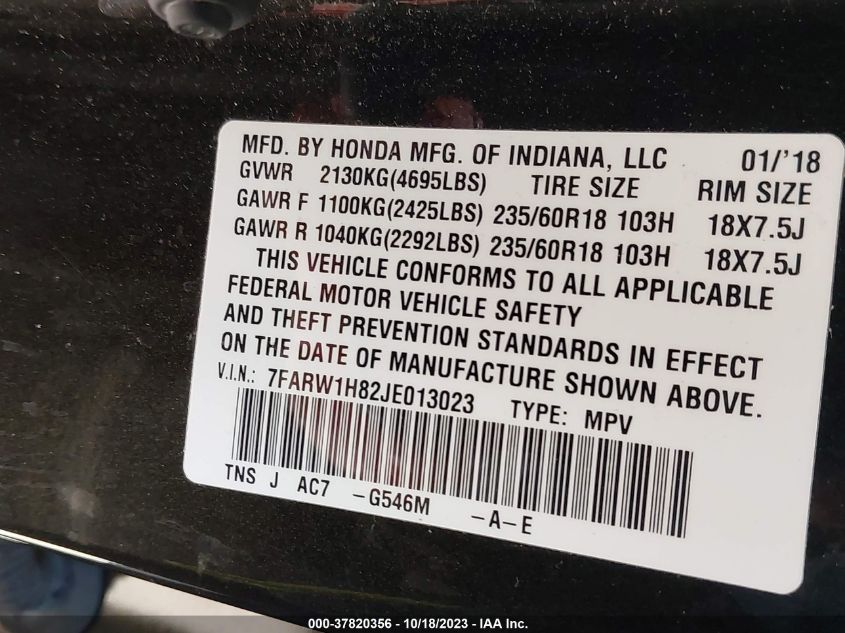 MFD. BY HONDA MFG. OF INDIANA, LLC 01/'18
GVWR 2130KG(4695LBS) TIRE SIZE RIM SIZE
GAWR F 1100KG(2425LBS) 235/60R18 103H 18X7.5J
GAWR R 1040KG(2292LBS) 235/60R18 103H 18X7.5J
THIS VEHICLE CONFORMS TO ALL APPLICABLE
FEDERAL MOTOR VEHICLE SAFETY
AND THEFT PREVENTION STANDARDS IN EFFECT
ON THE DATE OF MANUFACTURE SHOWN ABOVE.
V.I.N.: 7FARW1H82JE013023 TYPE: MPV
TNS J AC7 -G546M -A-E
000-37820356 - 10/18/2023 - IAA Inc.